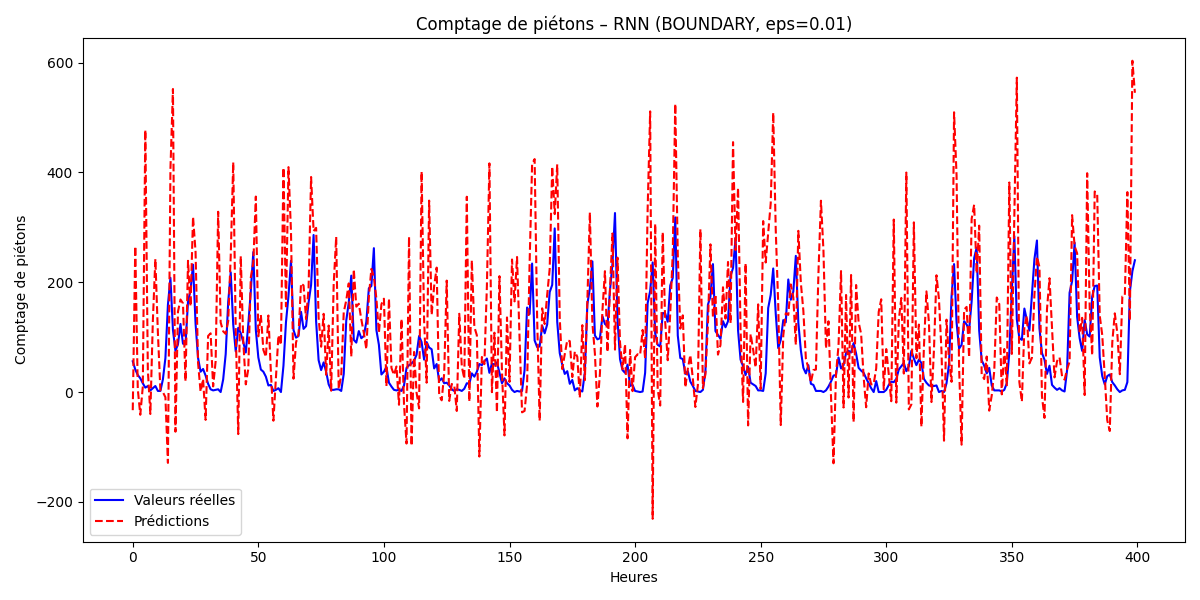 Comptage de piétons – RNN (BOUNDARY, eps=0.01)
600
400
200
0
−200
Comptage de piétons
Valeurs réelles
Prédictions
0 50 100 150 200 250 300 350 400
Heures